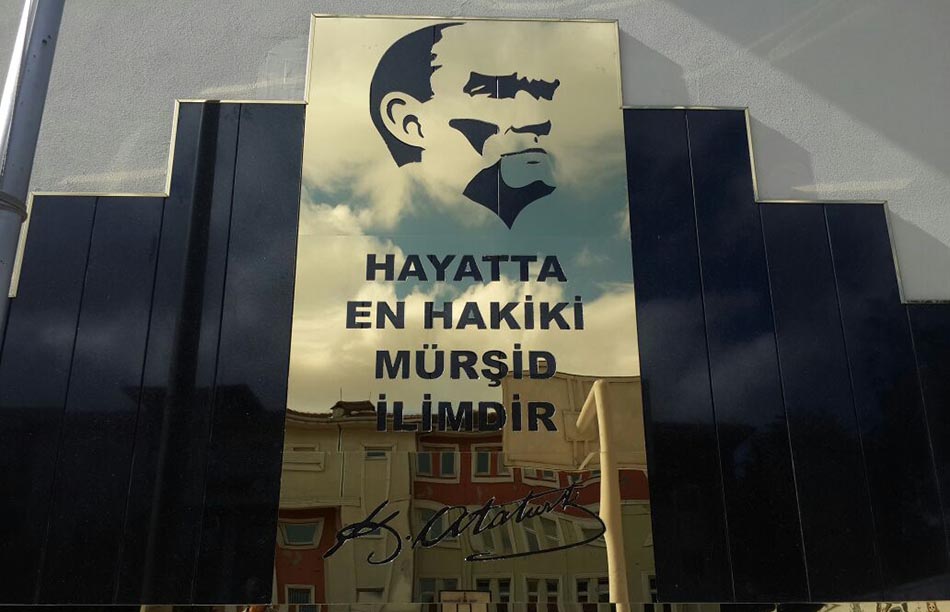 HAYATTA
EN HAKİKİ
MÜRŞİD
İLİMDİR
K. Atatürk